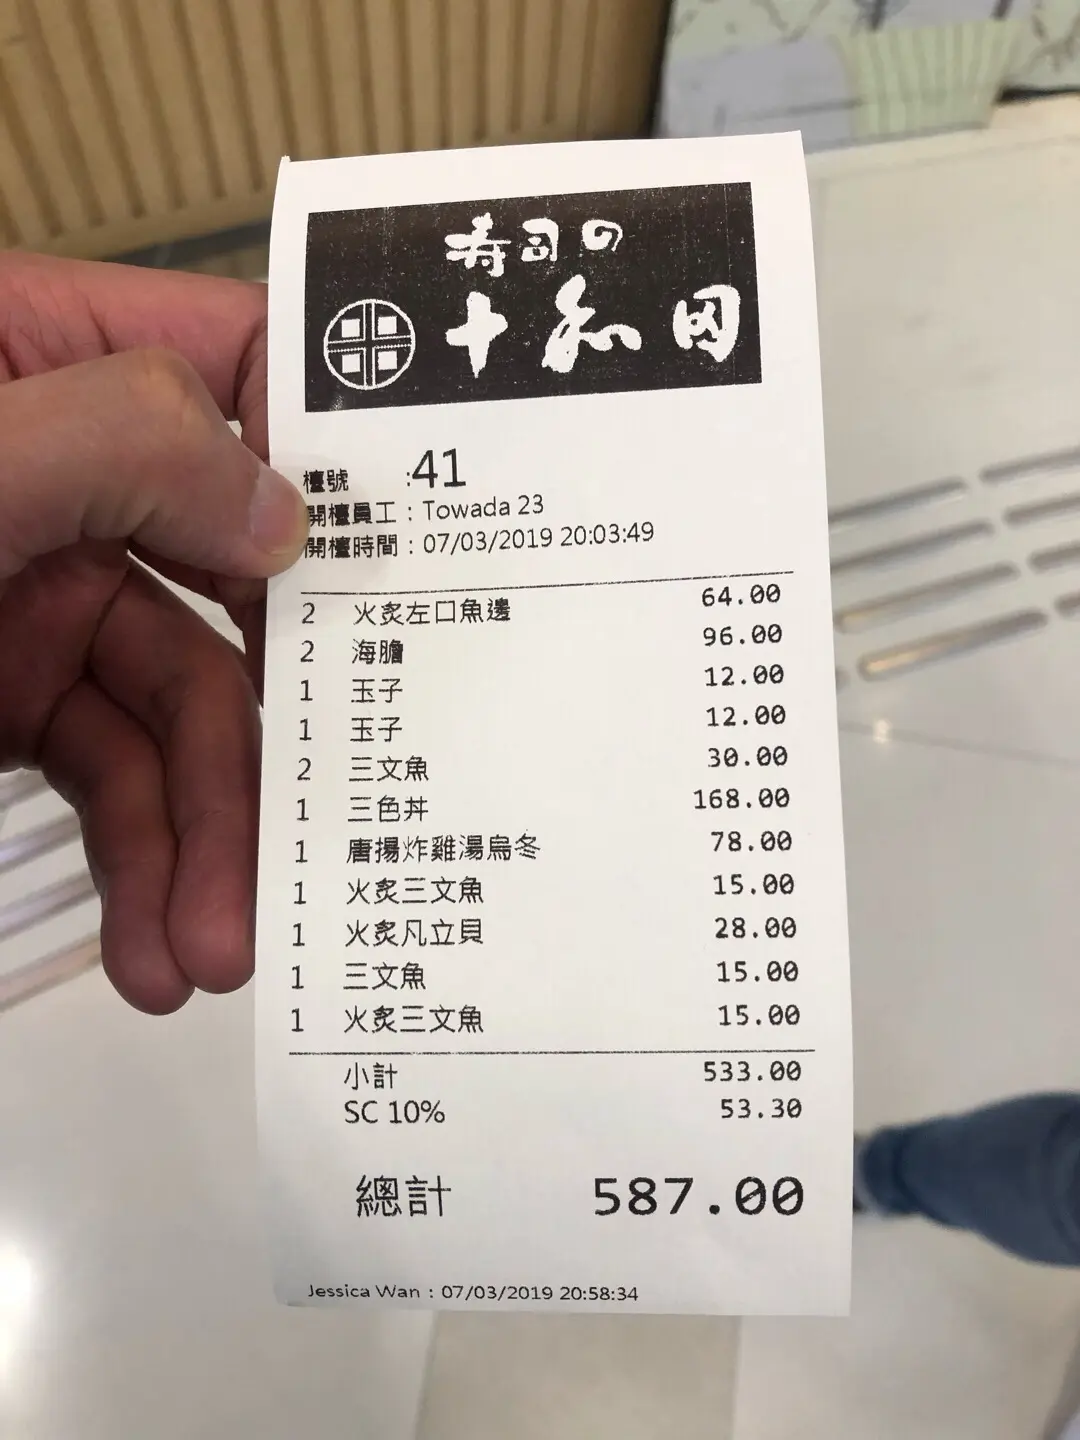 寿司の
十和田
檯號 :41
開檯員工 : Towada 23
開檯時間 : 07/03/2019 20:03:49
2 火炙左口魚邊 64.00
2 海膽 96.00
1 玉子 12.00
1 玉子 12.00
2 三文魚 30.00
1 三色丼 168.00
1 唐揚炸雞湯烏冬 78.00
1 火炙三文魚 15.00
1 火炙凡立貝 28.00
1 三文魚 15.00
1 火炙三文魚 15.00
小計 533.00
SC 10% 53.30
總計 587.00
Jessica Wan : 07/03/2019 20:58:34